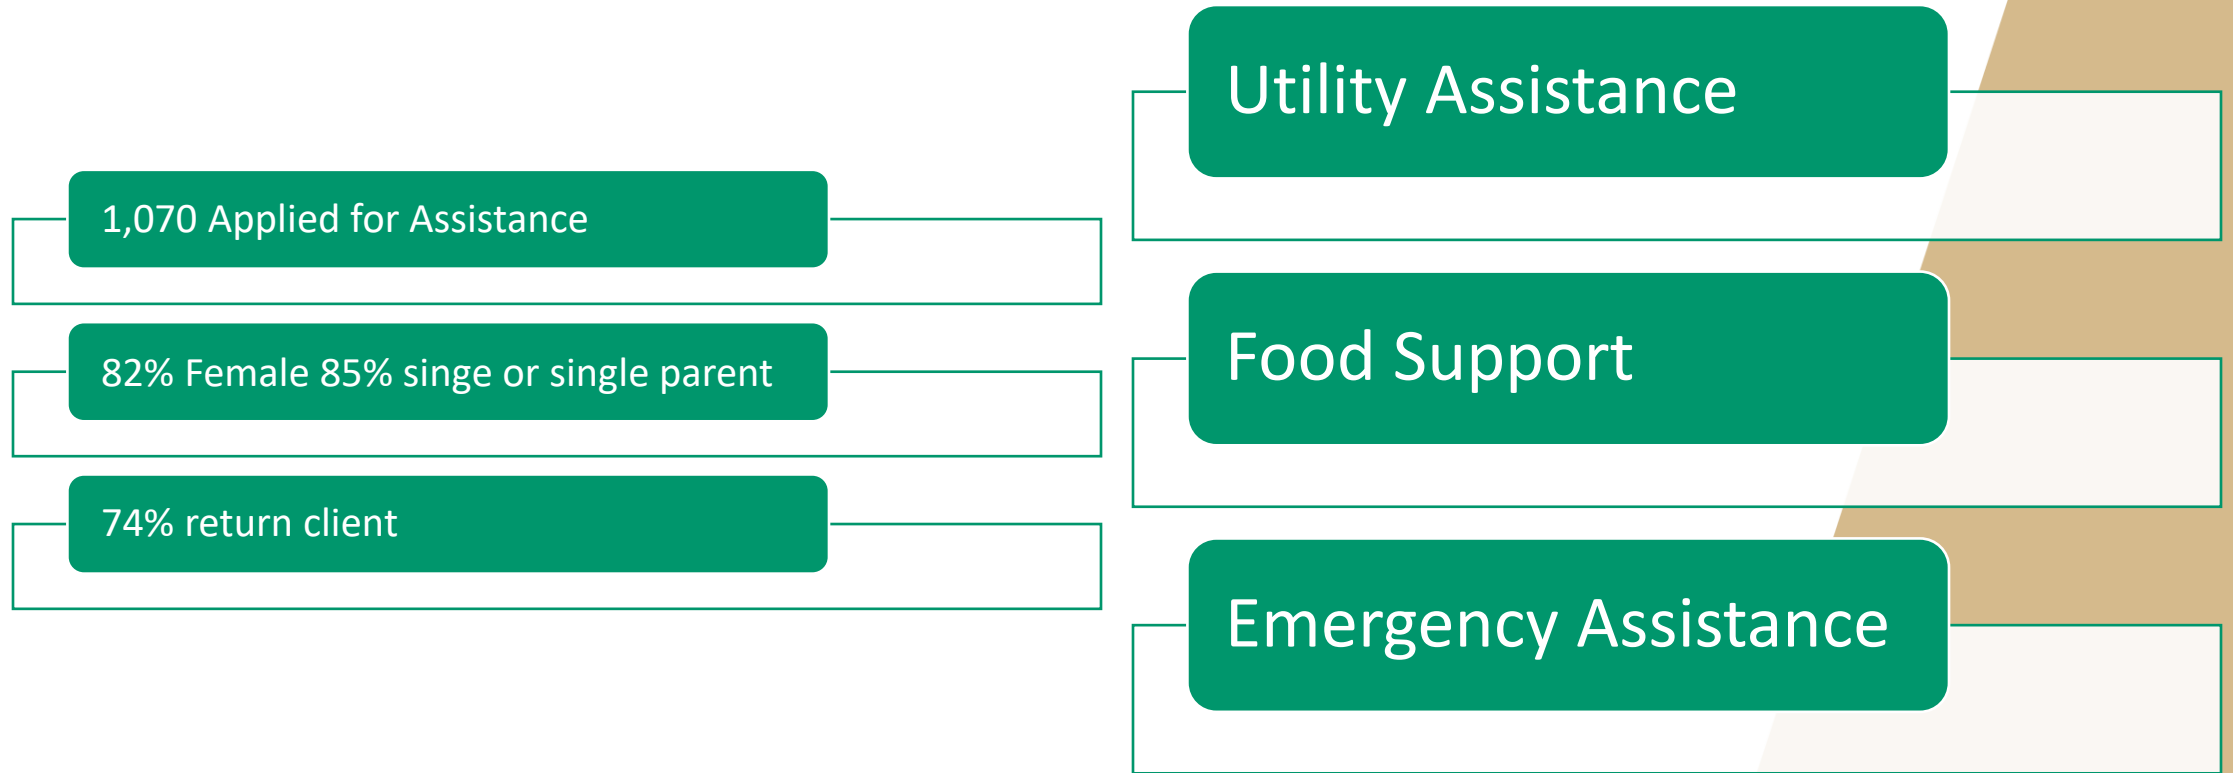 1,070 Applied for Assistance
82% Female 85% singe or single parent
74% return client
Utility Assistance
Food Support
Emergency Assistance